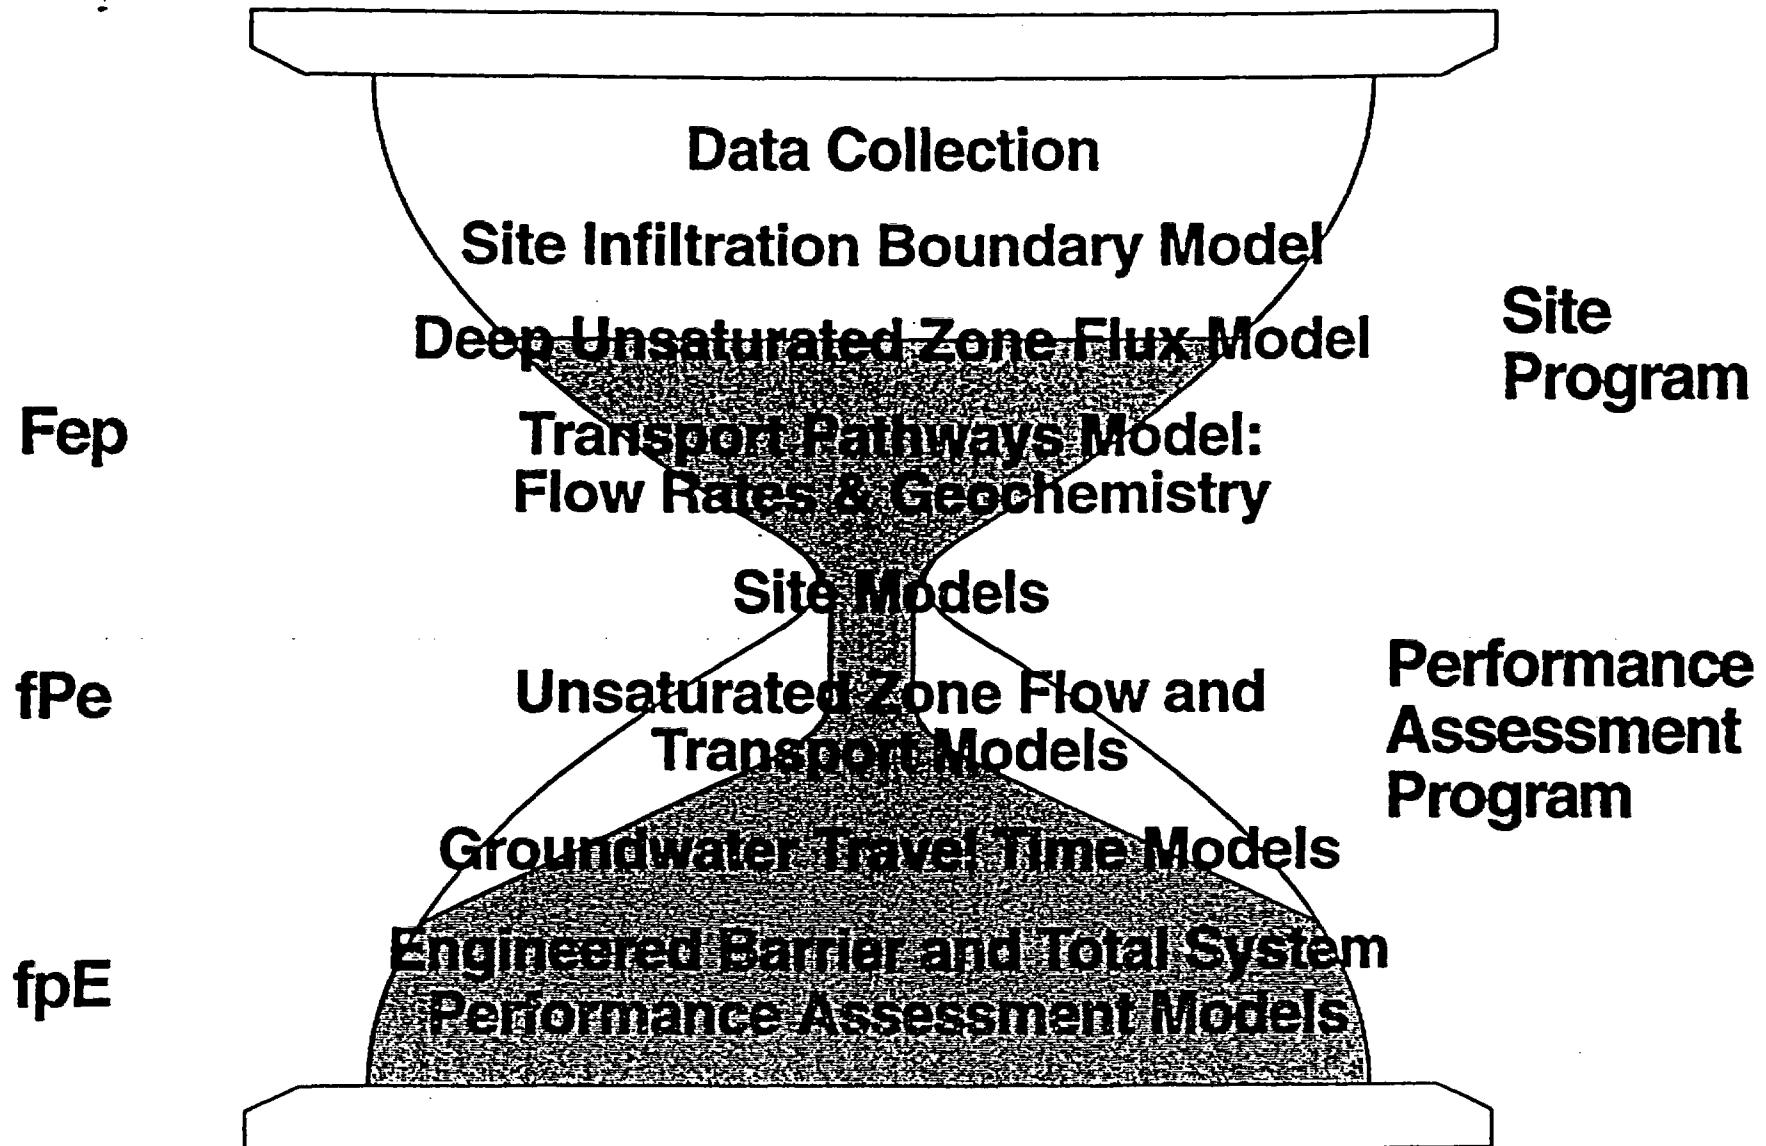 Data Collection
Site Infiltration Boundary Model
Deep Unsaturated Zone Flux Model
Site
Program
Fep
Transport Pathways Model:
Flow Rates & Geochemistry
Site Models
fPe
Unsaturated Zone Flow and
Transport Models
Performance
Assessment
Program
Groundwater Travel Time Models
fpE
Engineered Barrier and Total System
Performance Assessment Models